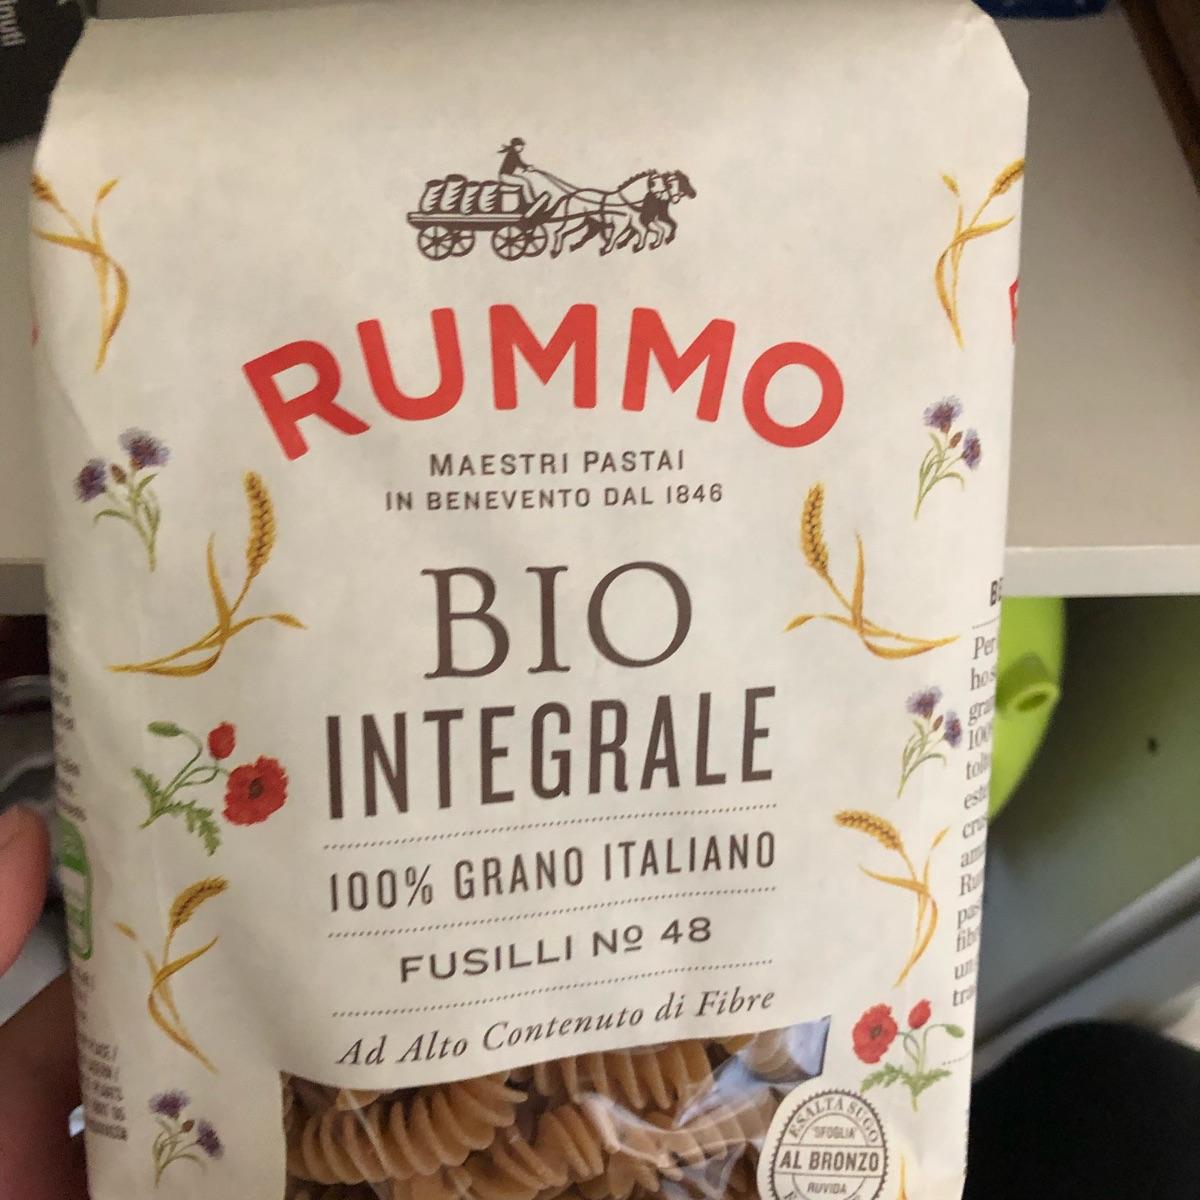 RUMMO
MAESTRI PASTAI
IN BENEVENTO DAL 1846
BIO
INTEGRALE
100% GRANO ITALIANO
FUSILLI Nº 48
Ad Alto Contenuto di Fibre
ESALTA SUGO
SFOGLIA
AL BRONZO
RUVIDA